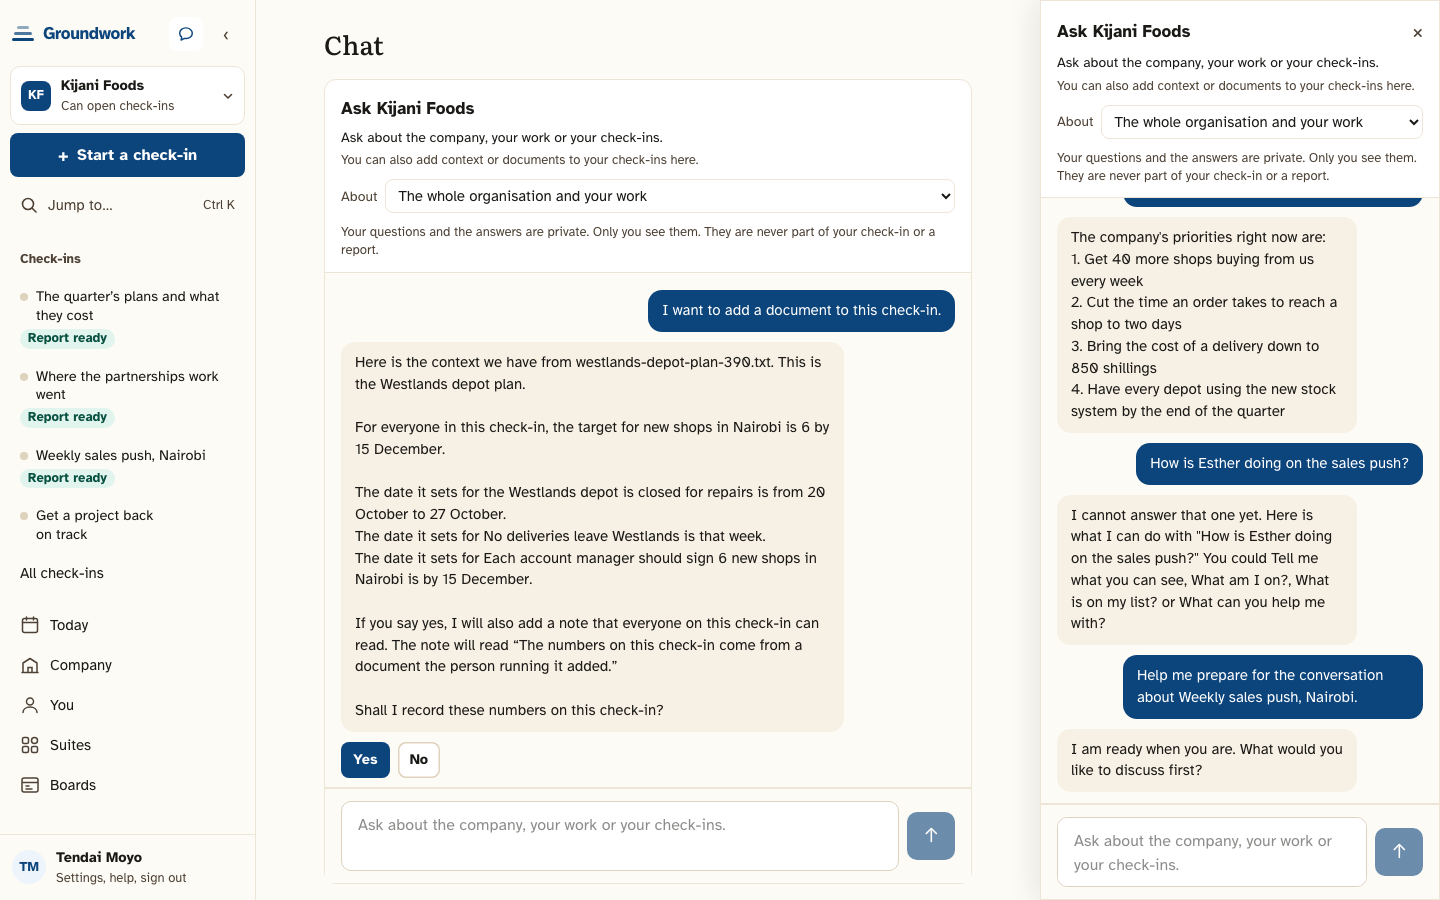 Groundwork
KF
Kijani Foods
Can open check-ins
+ Start a check-in
Jump to...
Ctrl K
Check-ins
The quarter's plans and what
they cost
Report ready
Where the partnerships work
went
Report ready
Weekly sales push, Nairobi
Report ready
Get a project back
on track
All check-ins
Today
Company
You
Suites
Boards
TM
Tendai Moyo
Settings, help, sign out
Chat
Ask Kijani Foods
Ask about the company, your work or your check-ins.
You can also add context or documents to your check-ins here.
About
The whole organisation and your work
Your questions and the answers are private. Only you see them. They are never part of your check-in or a
report.
I want to add a document to this check-in.
Here is the context we have from westlands-depot-plan-390.txt. This is
the Westlands depot plan.
For everyone in this check-in, the target for new shops in Nairobi is 6 by
15 December.
The date it sets for the Westlands depot is closed for repairs is from 20
October to 27 October.
The date it sets for No deliveries leave Westlands is that week.
The date it sets for Each account manager should sign 6 new shops in
Nairobi is by 15 December.
If you say yes, I will also add a note that everyone on this check-in can
read. The note will read “The numbers on this check-in come from a
document the person running it added.”
Shall I record these numbers on this check-in?
Yes
No
Ask about the company, your work or your check-ins.
Ask Kijani Foods
×
Ask about the company, your work or your check-ins.
You can also add context or documents to your check-ins here.
About
The whole organisation and your work
Your questions and the answers are private. Only you see them.
They are never part of your check-in or a report.
The company's priorities right now are:
1. Get 40 more shops buying from us
every week
2. Cut the time an order takes to reach a
shop to two days
3. Bring the cost of a delivery down to
850 shillings
4. Have every depot using the new stock
system by the end of the quarter
How is Esther doing on the sales push?
I cannot answer that one yet. Here is
what I can do with "How is Esther doing
on the sales push?" You could Tell me
what you can see, What am I on?, What
is on my list? or What can you help me
with?
Help me prepare for the conversation
about Weekly sales push, Nairobi.
I am ready when you are. What would you
like to discuss first?
Ask about the company, your work or
your check-ins.